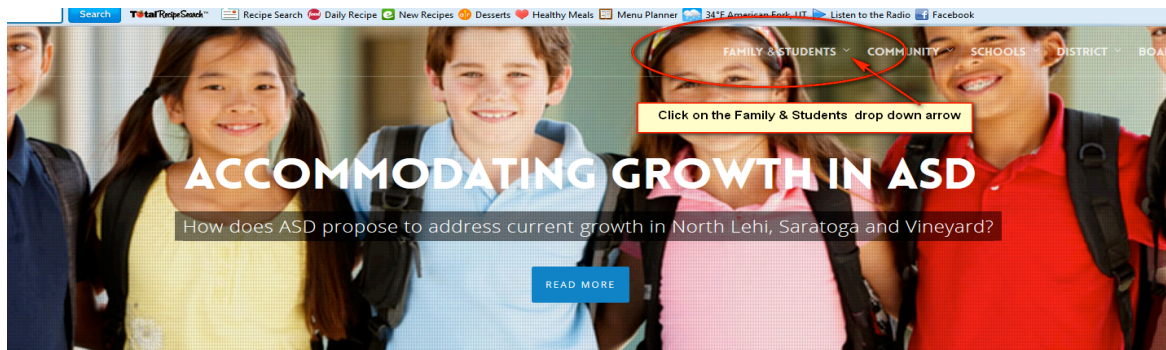 Search TotalRecipeSearch™ Recipe Search Daily Recipe New Recipes Desserts Healthy Meals Menu Planner 34°F American Fork, UT Listen to the Radio Facebook
FAMILY & STUDENTS COMMUNITY SCHOOLS DISTRICT
Click on the Family & Students drop down arrow
ACCOMMODATING GROWTH IN ASD
How does ASD propose to address current growth in North Lehi, Saratoga and Vineyard?
READ MORE